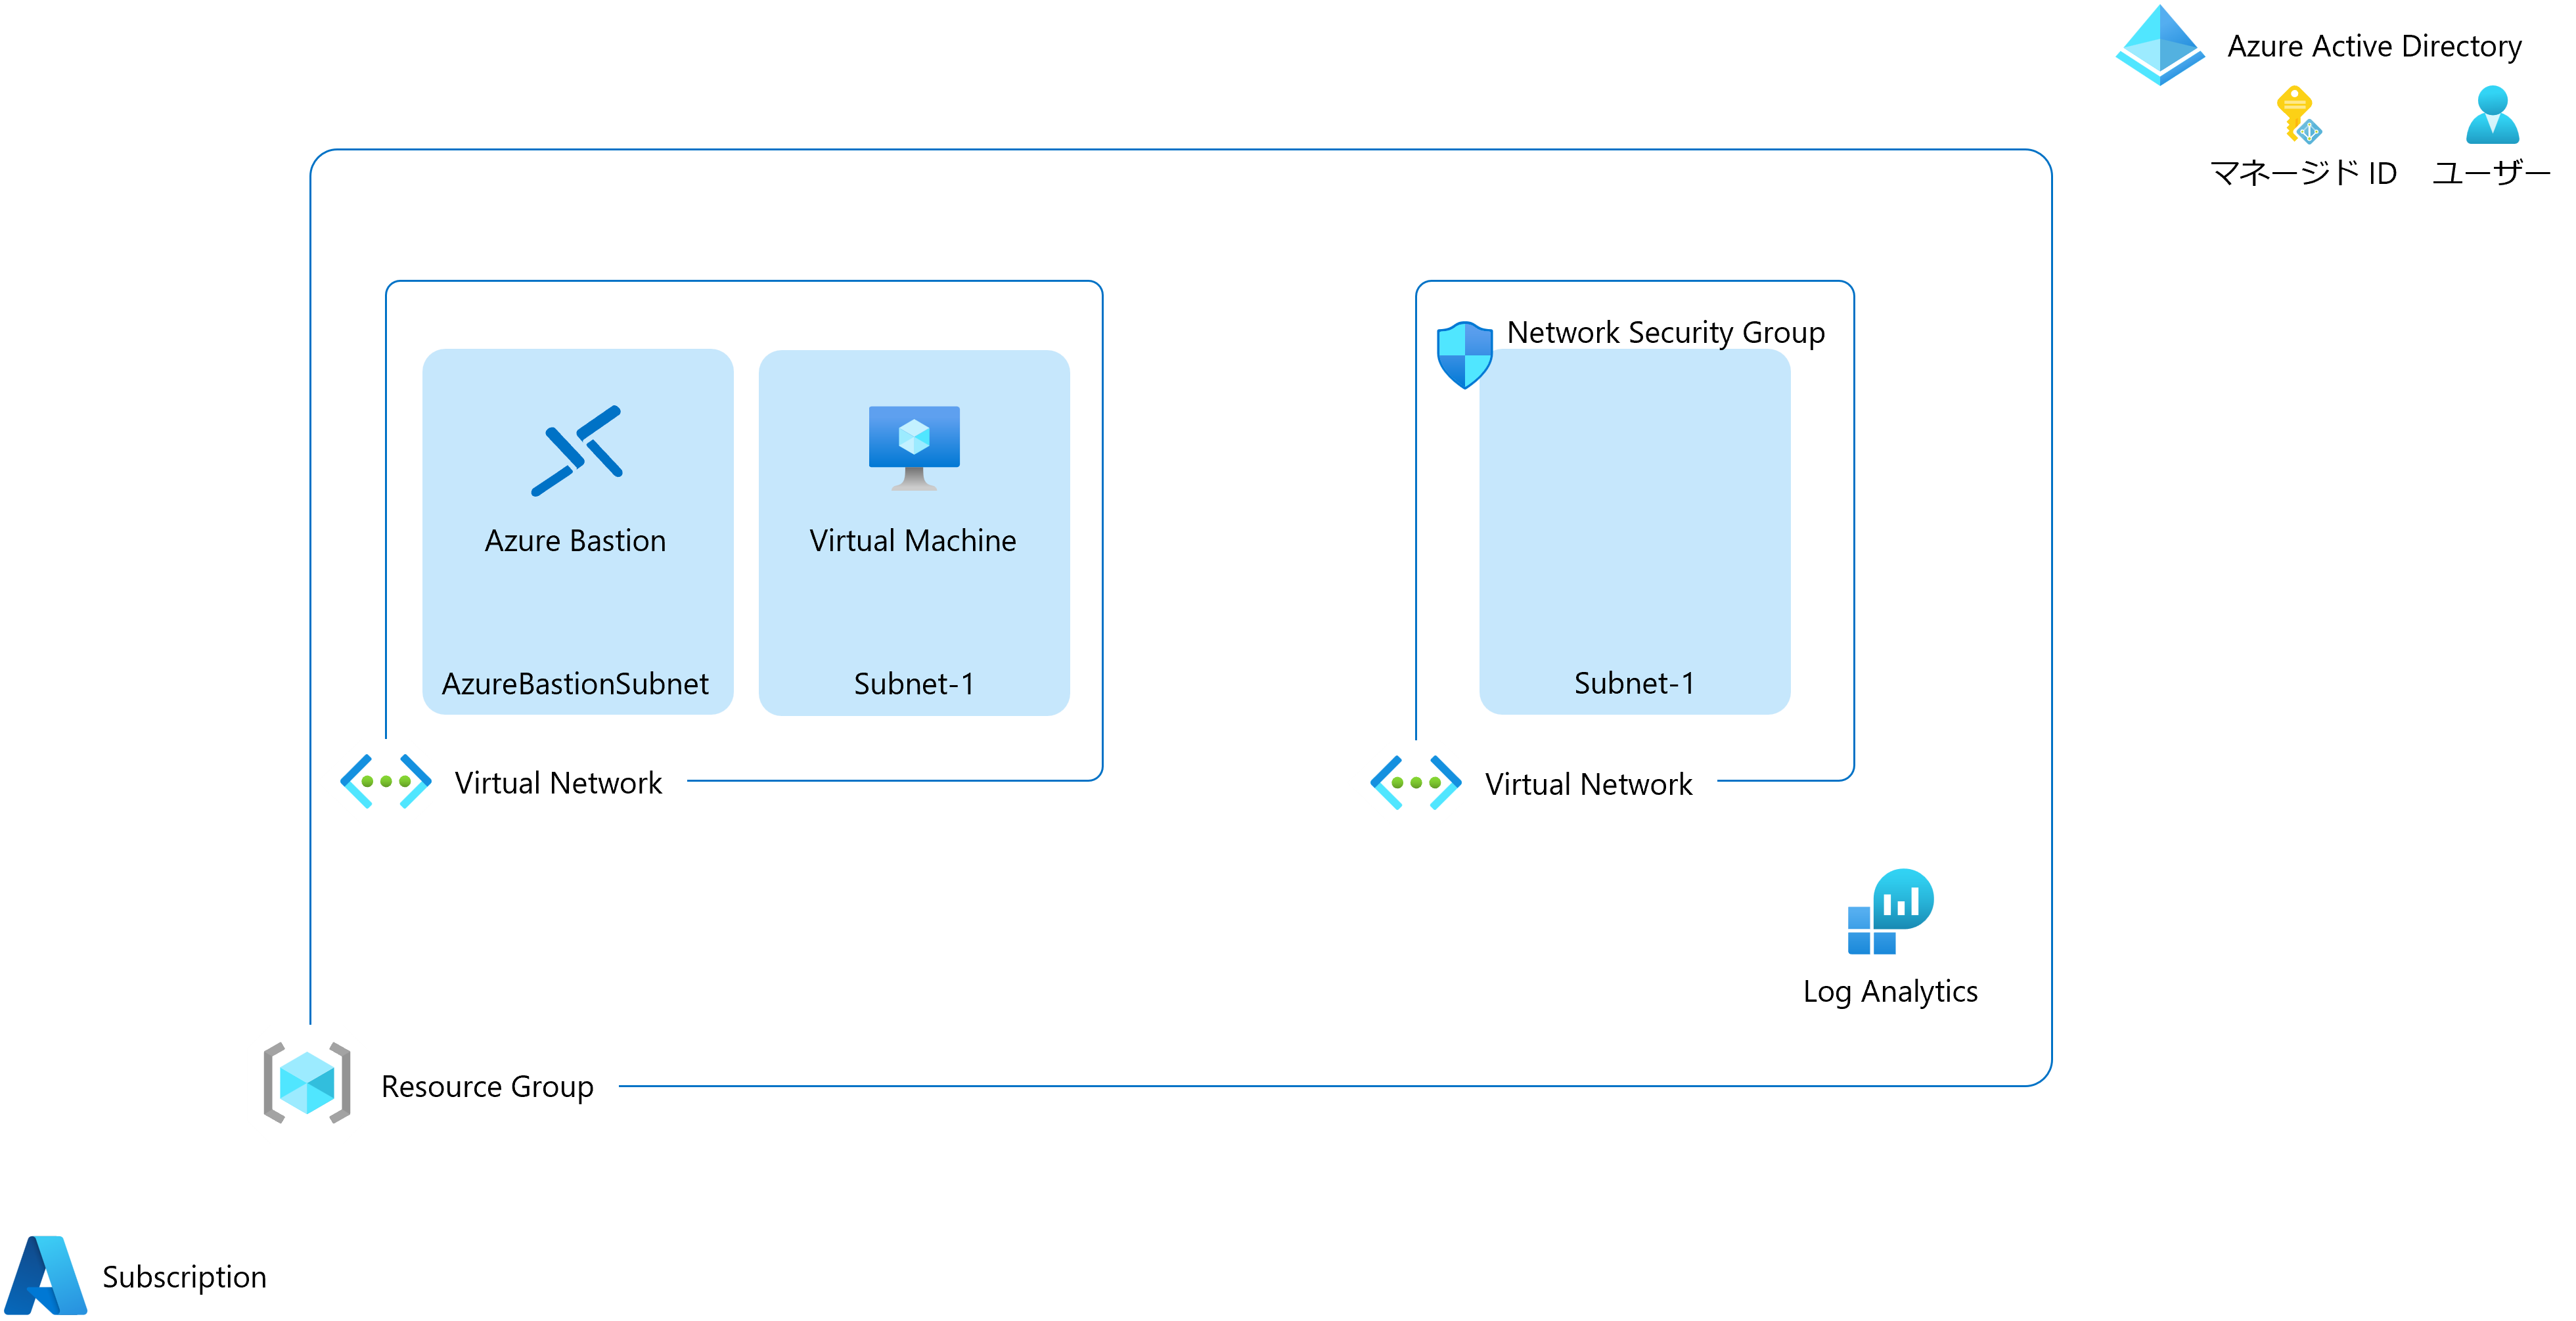 Azure Active Directory
マネージド ID
ユーザー
Network Security Group
Azure Bastion
Virtual Machine
AzureBastionSubnet
Subnet-1
Subnet-1
Virtual Network
Virtual Network
Log Analytics
Resource Group
Subscription